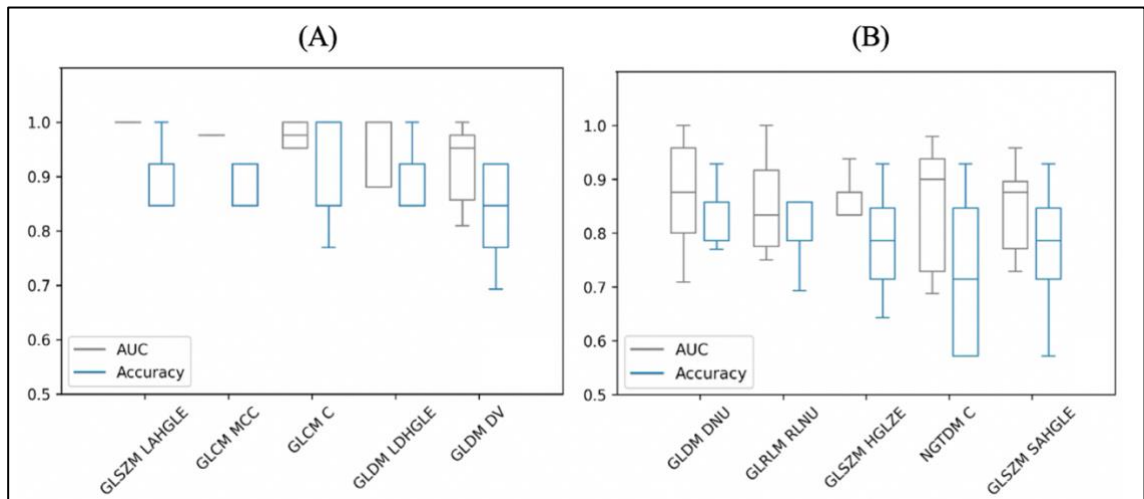 (A)
1.0
0.9
0.8
0.7
0.6
0.5
AUC
Accuracy
GLSZM LAHGLE
GLCM MCC
GLCM C
GLDM LDHGLE
GLDM DV
(B)
1.0
0.9
0.8
0.7
0.6
0.5
AUC
Accuracy
GLDM DNU
GLRLM RLNU
GLSZM HGLZE
NGTDM C
GLSZM SAHGLE